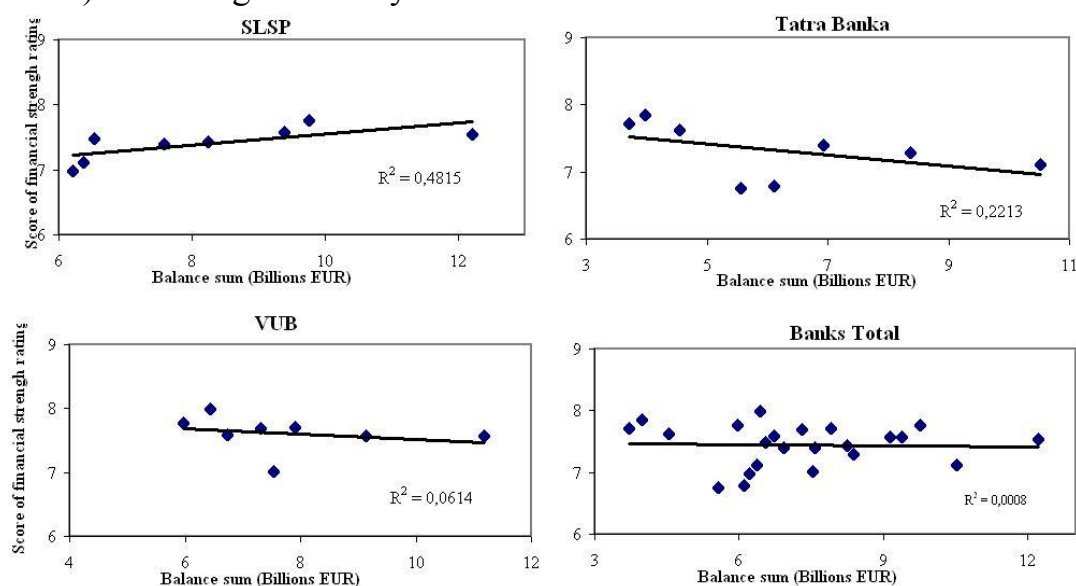 SLSP
Score of financial strengh rating
9
8
7
6
6
8
10
12
R² = 0,4815
Balance sum (Billions EUR)
Tatra Banka
9
8
7
6
3
5
7
9
11
R² = 0,2213
Balance sum (Billions EUR)
VUB
Score of financial strengh rating
9
8
7
6
4
6
8
10
12
R² = 0,0614
Balance sum (Billions EUR)
Banks Total
9
8
7
6
3
6
9
12
R² = 0,0008
Balance sum (Billions EUR)